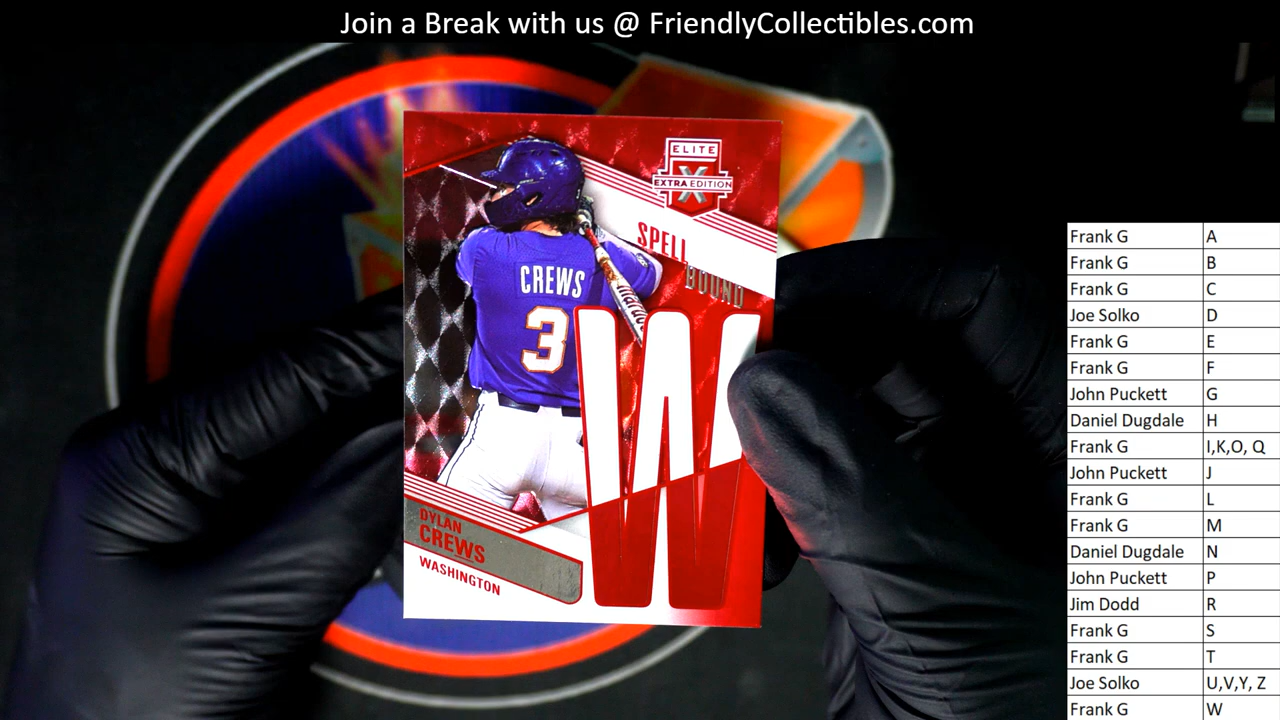 Join a Break with us @ FriendlyCollectibles.com
ELITE
X
EXTRA EDITION
SPELL
BOUND
CREWS
3
W
DYLAN
CREWS
WASHINGTON
Frank G A
Frank G B
Frank G C
Joe Solko D
Frank G E
Frank G F
John Puckett G
Daniel Dugdale H
Frank G I,K,O, Q
John Puckett J
Frank G L
Frank G M
Daniel Dugdale N
John Puckett P
Jim Dodd R
Frank G S
Frank G T
Joe Solko U,V,Y, Z
Frank G W